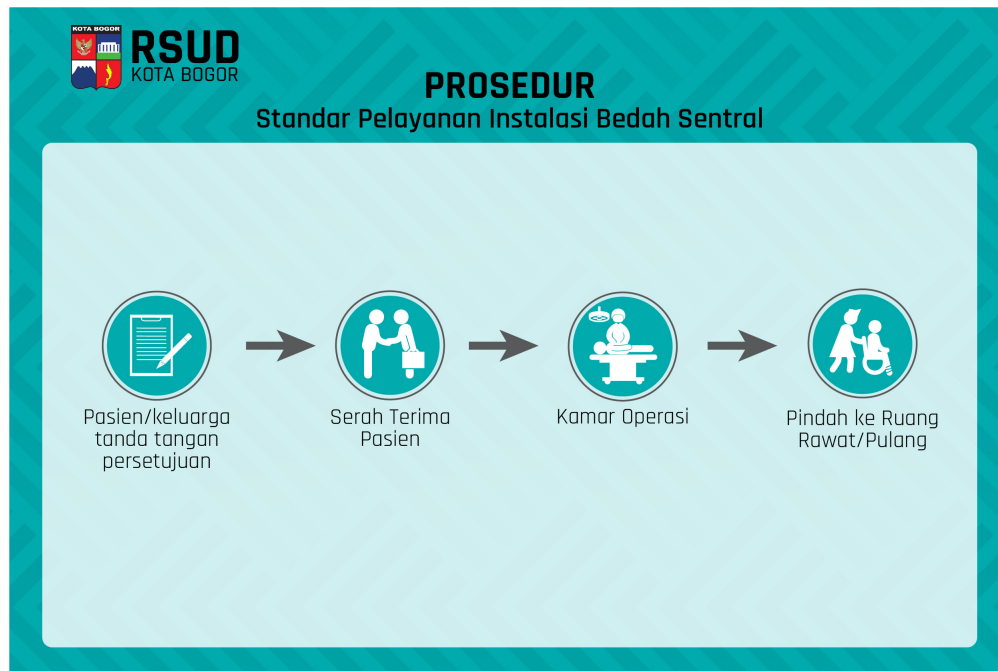 KOTA BOGOR
RSUD
KOTA BOGOR
PROSEDUR
Standar Pelayanan Instalasi Bedah Sentral
Pasien/keluarga
tanda tangan
persetujuan
Serah Terima
Pasien
Kamar Operasi
Pindah ke Ruang
Rawat/Pulang